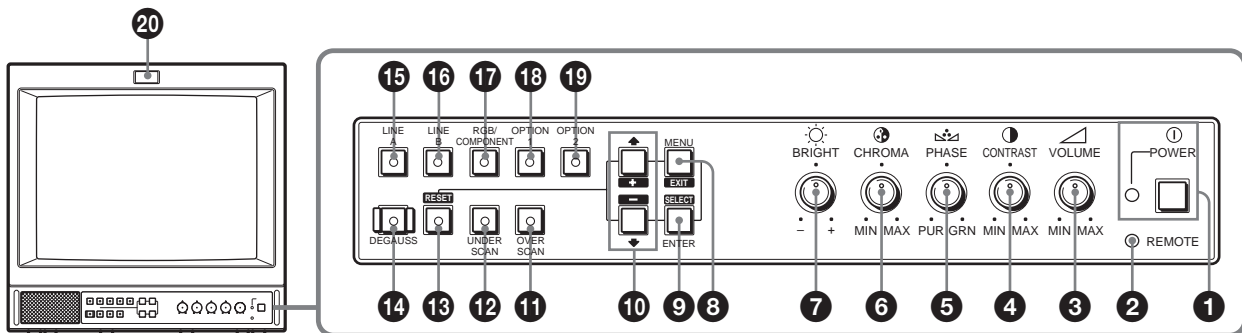 20
15 16 17 18 19
LINE A
LINE B
RGB/ COMPONENT
OPTION 1
OPTION 2
MENU
EXIT
RESET
+
−
SELECT
ENTER
DEGAUSS
UNDER SCAN
OVER SCAN
BRIGHT CHROMA PHASE CONTRAST VOLUME POWER
− + MIN MAX PUR GRN MIN MAX MIN MAX
REMOTE
14 13 12 11 10 9 8 7 6 5 4 3 2 1